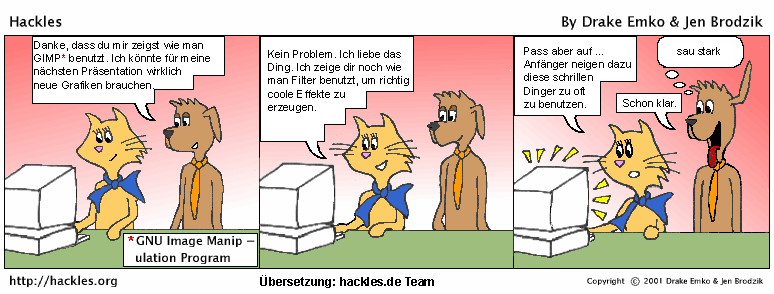 Hackles
By Drake Emko & Jen Brodzik
Danke, dass du mir zeigst wie man
GIMP* benutzt. Ich könnte für meine
nächsten Präsentation wirklich
neue Grafiken brauchen.
*GNU Image Manip –
ulation Program
Kein Problem. Ich liebe das
Ding. Ich zeige dir noch wie
man Filter benutzt, um richtig
coole Effekte zu
erzeugen.
Pass aber auf ...
Anfänger neigen dazu
diese schrillen
Dinger zu oft
zu benutzen.
Schon klar.
sau stark
http://hackles.org
Übersetzung: hackles.de Team
Copyright © 2001 Drake Emko & Jen Brodzik